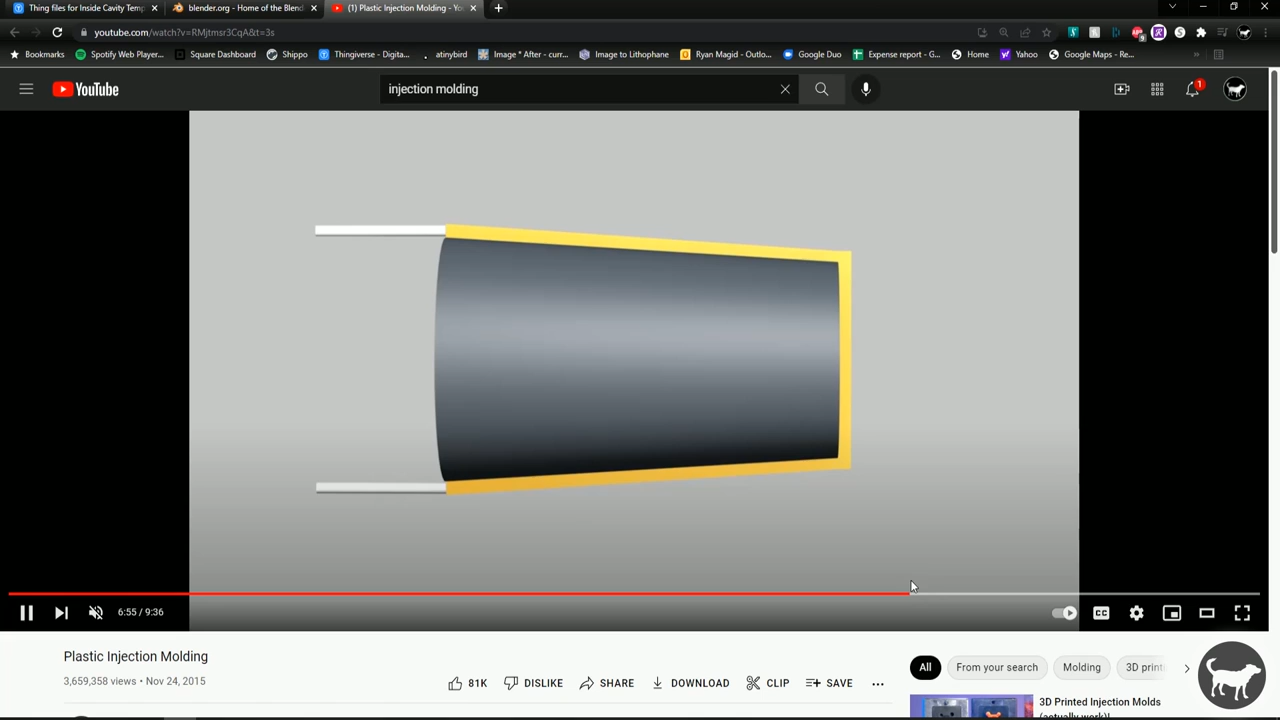 Thing files for Inside Cavity Temp
blender.org - Home of the Blend
(1) Plastic Injection Molding - Yo
youtube.com/watch?v=RMjtmsr3CqA&t=3s
Bookmarks
Spotify Web Player...
Square Dashboard
Shippo
Thingiverse - Digita...
atinybird
Image * After - curr...
Image to Lithophane
Ryan Magid - Outlo...
Google Duo
Expense report - G...
Home
Yahoo
Google Maps - Re...
YouTube
injection molding
1
6:55 / 9:36
CC
Plastic Injection Molding
3,659,358 views • Nov 24, 2015
81K
DISLIKE
SHARE
DOWNLOAD
CLIP
SAVE
All
From your search
Molding
3D print
3D Printed Injection Molds
(actually work)!